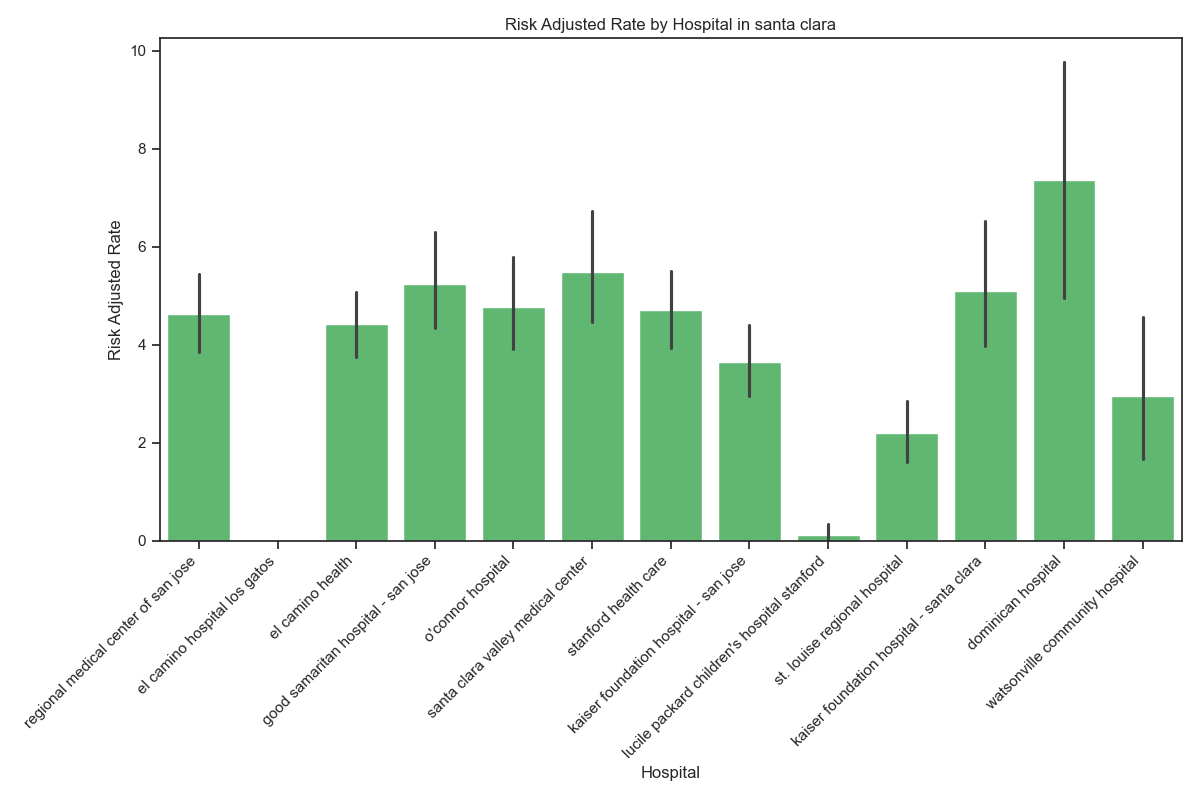 Risk Adjusted Rate by Hospital in santa clara
Risk Adjusted Rate
10
8
6
4
2
0
regional medical center of san jose
el camino hospital los gatos
el camino health
good samaritan hospital - san jose
o'connor hospital
santa clara valley medical center
stanford health care
kaiser foundation hospital - san jose
lucile packard children's hospital stanford
st. louise regional hospital
kaiser foundation hospital - santa clara
dominican hospital
watsonville community hospital
Hospital